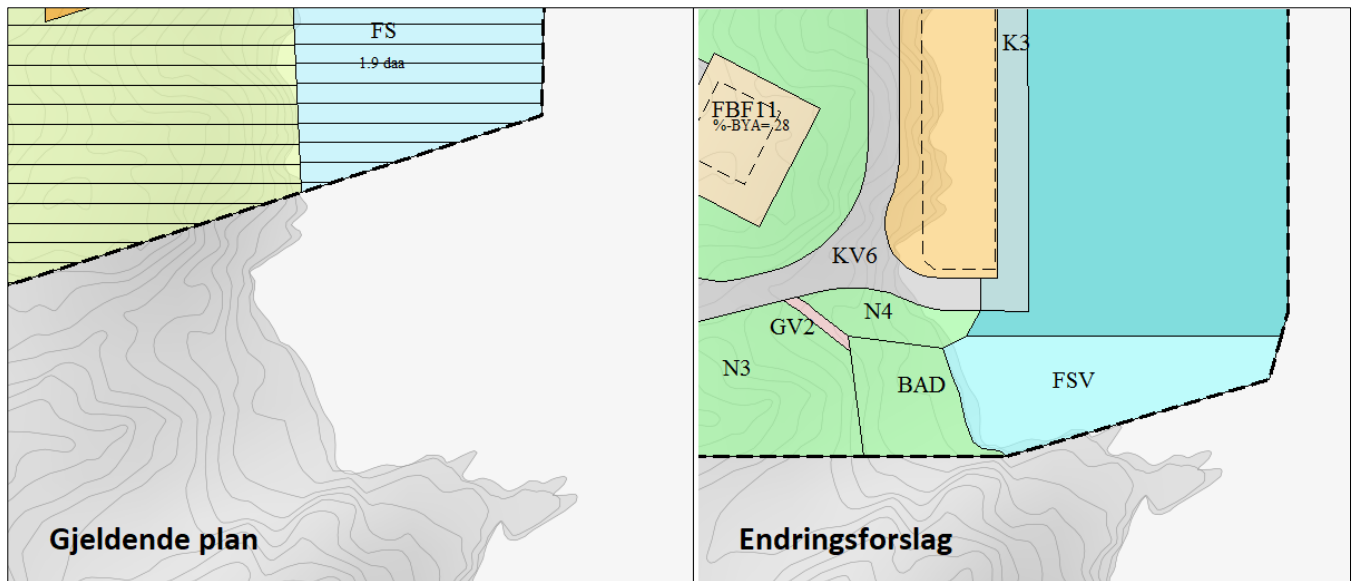 FS
1.9 daa
Gjeldende plan
K3
FBF11
%-BYA= 28
KV6
N4
GV2
N3
BAD
FSV
Endringsforslag